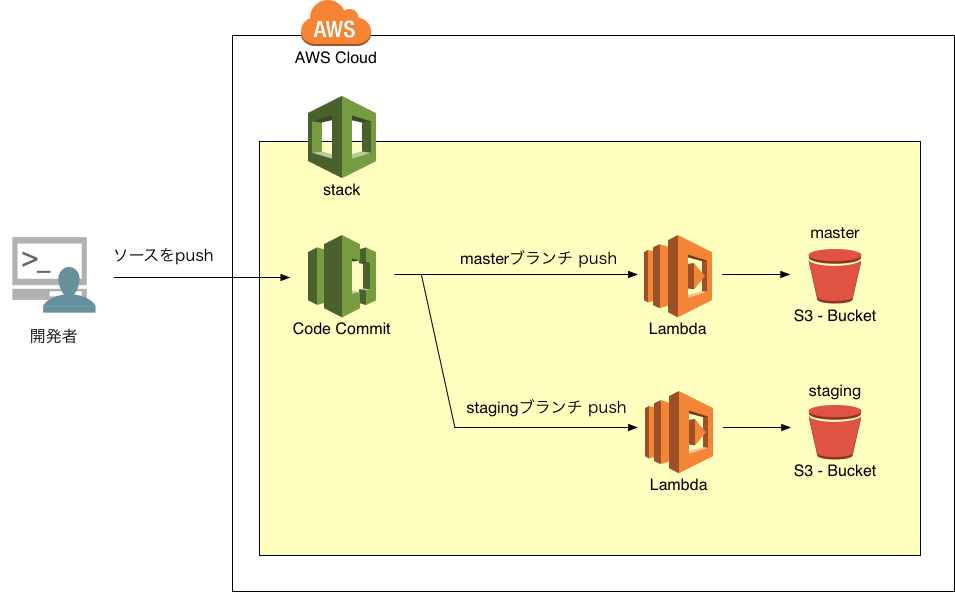 AWS
AWS Cloud
stack
ソースをpush
>_
開発者
Code Commit
masterブランチ push
Lambda
master
S3 - Bucket
stagingブランチ push
Lambda
staging
S3 - Bucket